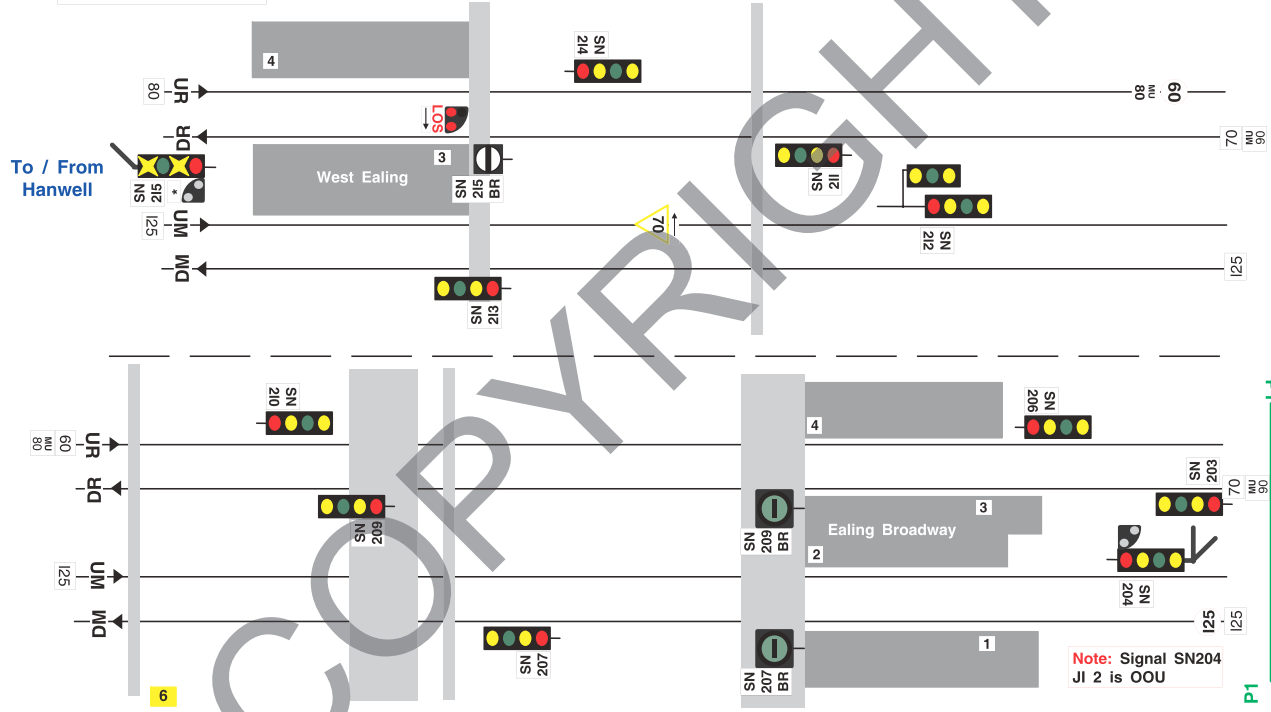 4
SN
214
80
UR
80
MU
60
LOS
DR
70
MU
90
To / From
Hanwell
3
West Ealing
SN
215
*
SN
215
BR
SN
211
125
UM
70
SN
212
DM
125
SN
213
SN
210
4
SN
206
80
MU
60
UR
SN
203
DR
70
MU
90
SN
209
SN
209
BR
3
Ealing Broadway
2
125
UM
SN
204
DM
125
125
SN
207
SN
207
BR
1
Note: Signal SN204
JI 2 is OOU
6
P1
COPYRIGHT